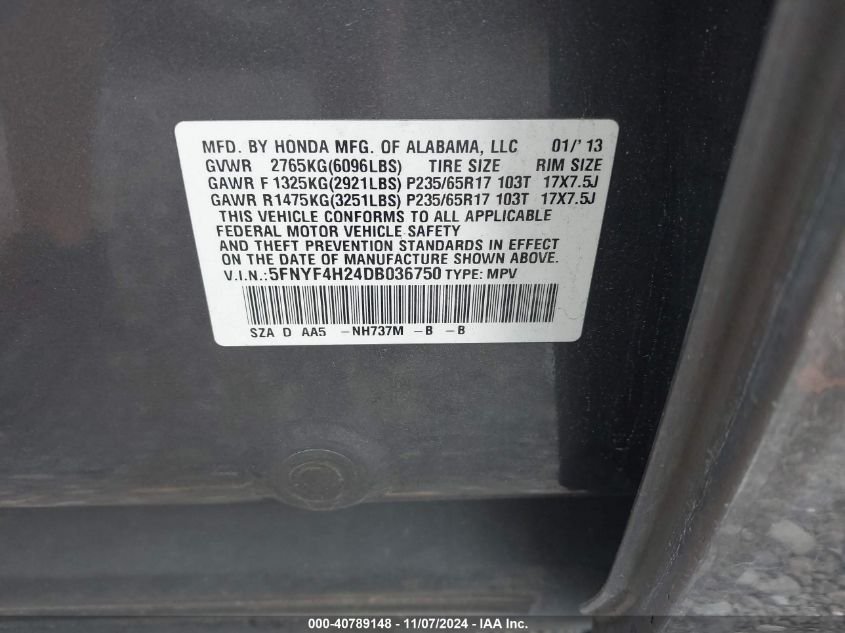 MFD. BY HONDA MFG. OF ALABAMA, LLC 01/'13
GVWR 2765KG(6096LBS) TIRE SIZE RIM SIZE
GAWR F 1325KG(2921LBS) P235/65R17 103T 17X7.5J
GAWR R1475KG(3251LBS) P235/65R17 103T 17X7.5J
THIS VEHICLE CONFORMS TO ALL APPLICABLE
FEDERAL MOTOR VEHICLE SAFETY
AND THEFT PREVENTION STANDARDS IN EFFECT
ON THE DATE OF MANUFACTURE SHOWN ABOVE.
V.I.N.:5FNYF4H24DB036750 TYPE: MPV
SZA D AA5 -NH737M -B -B
000-40789148 - 11/07/2024 - IAA Inc.